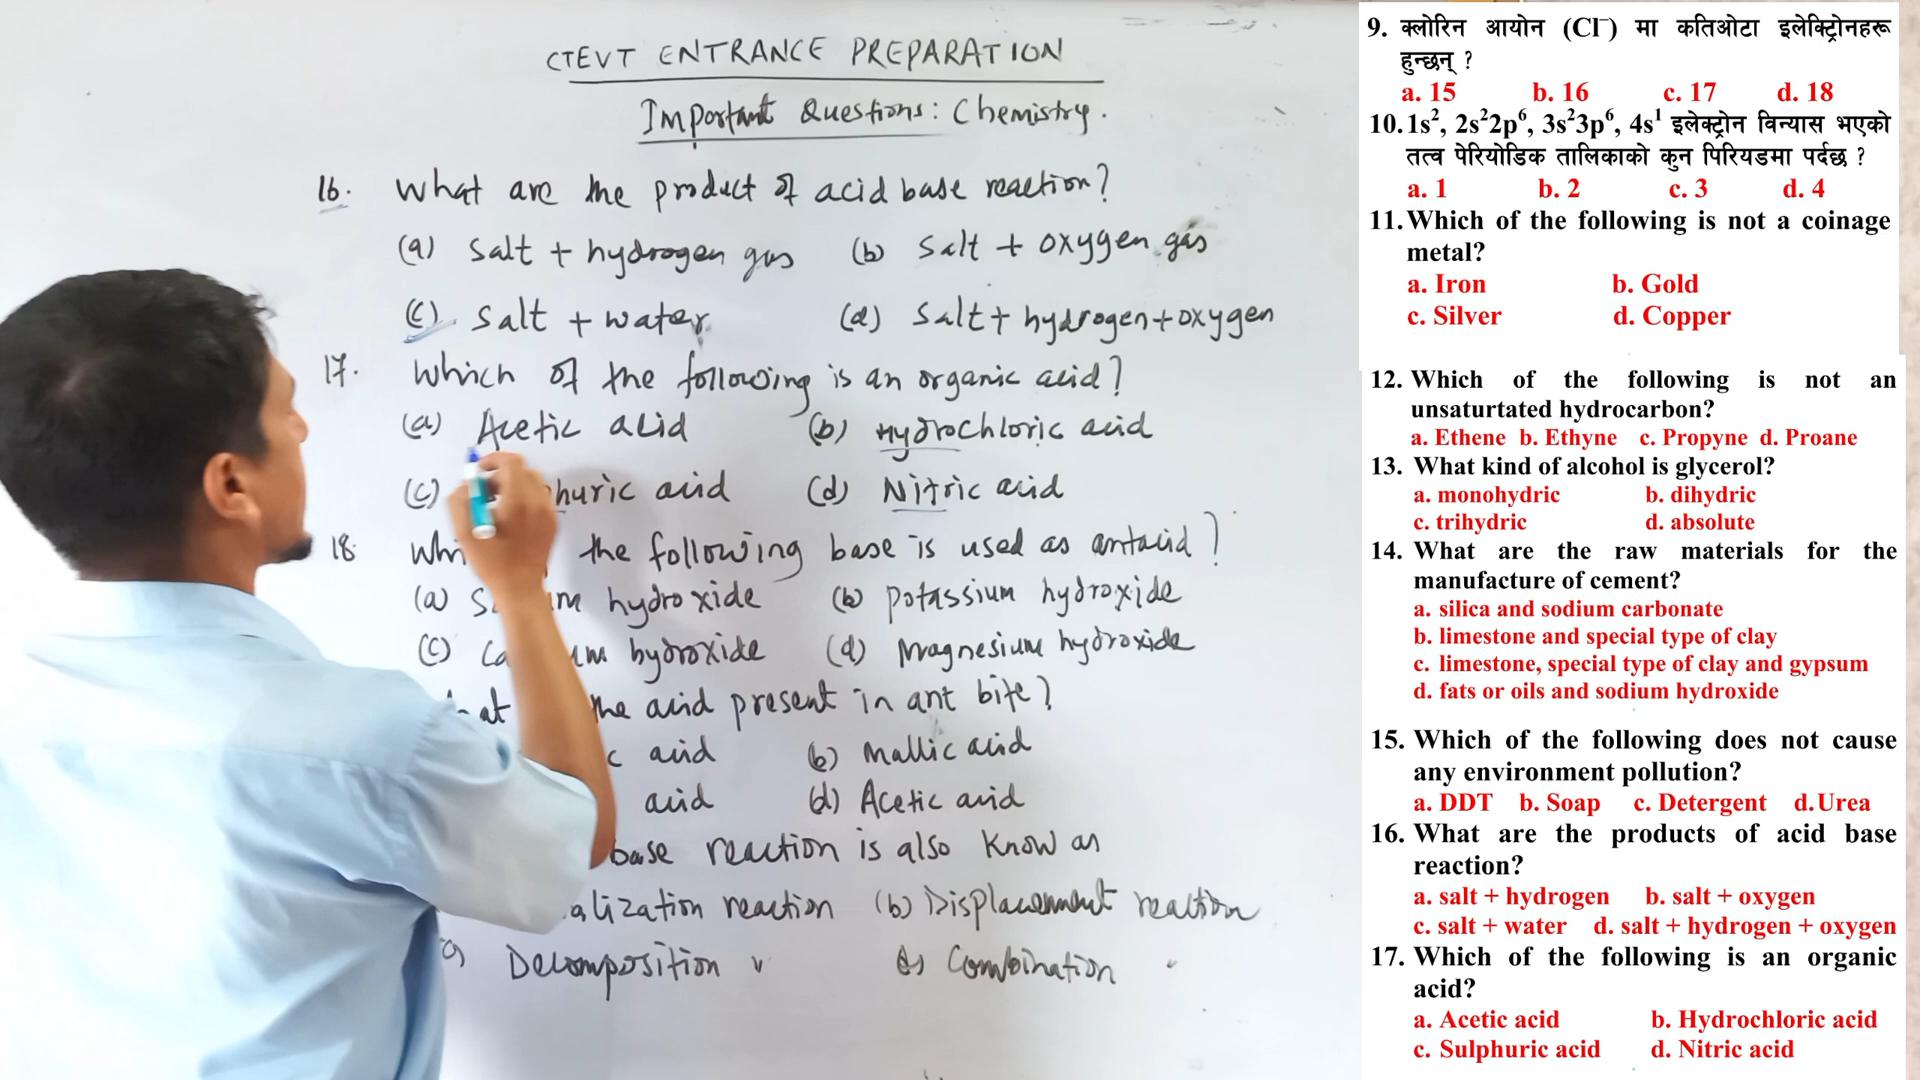 CTEVT ENTRANCE PREPARATION
Important Questions: Chemistry.
16. What are the product of acid base reaction?
(a) Salt + hydrogen gas (b) Salt + oxygen gas
(c) Salt + water (d) Salt + hydrogen + oxygen
17. Which of the following is an organic acid?
(a) Acetic acid (b) Hydrochloric acid
(c) huric acid (d) Nitric acid
18. the following base is used as antacid?
(a) hydroxide (b) Potassium hydroxide
(c) hydroxide (d) Magnesium hydroxide
acid present in ant bite?
acid (b) Mallic acid
acid (d) Acetic acid
base reaction is also know as
alization reaction (b) Displacement reaction
Decomposition " Combination "
9. क्लोरिन आयोन (Cl⁻) मा कतिओटा इलेक्ट्रोनहरू
हुन्छन् ?
a. 15 b. 16 c. 17 d. 18
10. 1s², 2s²2p⁶, 3s²3p⁶, 4s¹ इलेक्ट्रोन विन्यास भएको
तत्व पेरियोडिक तालिकाको कुन पिरियडमा पर्दछ ?
a. 1 b. 2 c. 3 d. 4
11. Which of the following is not a coinage
metal?
a. Iron b. Gold
c. Silver d. Copper
12. Which of the following is not an
unsaturtated hydrocarbon?
a. Ethene b. Ethyne c. Propyne d. Proane
13. What kind of alcohol is glycerol?
a. monohydric b. dihydric
c. trihydric d. absolute
14. What are the raw materials for the
manufacture of cement?
a. silica and sodium carbonate
b. limestone and special type of clay
c. limestone, special type of clay and gypsum
d. fats or oils and sodium hydroxide
15. Which of the following does not cause
any environment pollution?
a. DDT b. Soap c. Detergent d. Urea
16. What are the products of acid base
reaction?
a. salt + hydrogen b. salt + oxygen
c. salt + water d. salt + hydrogen + oxygen
17. Which of the following is an organic
acid?
a. Acetic acid b. Hydrochloric acid
c. Sulphuric acid d. Nitric acid